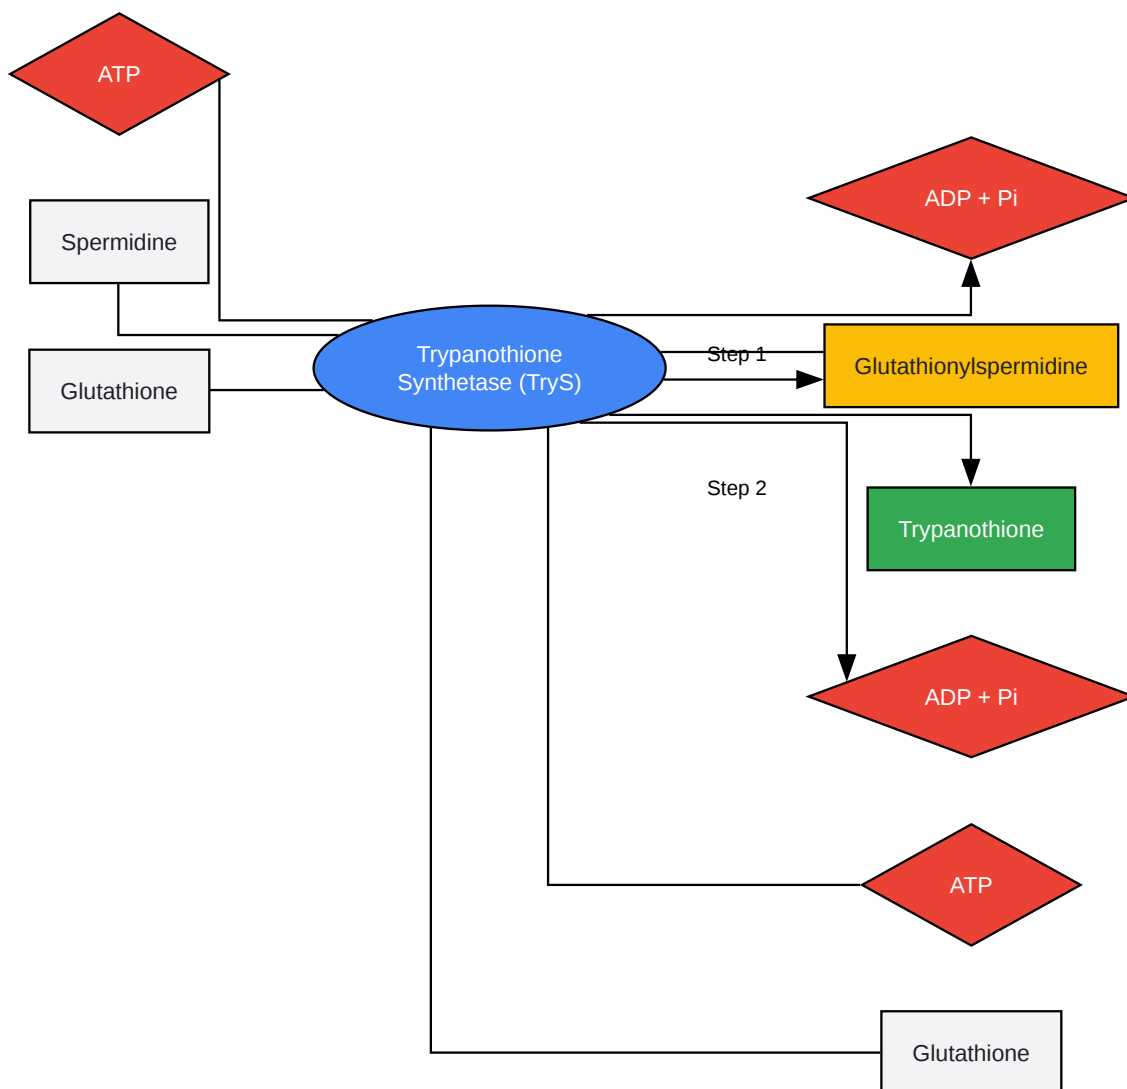 ATP
ADP + Pi
Spermidine
Glutathione
Trypanothione
Synthetase (TryS)
Step 1
Glutathionylspermidine
Step 2
Trypanothione
ADP + Pi
ATP
Glutathione